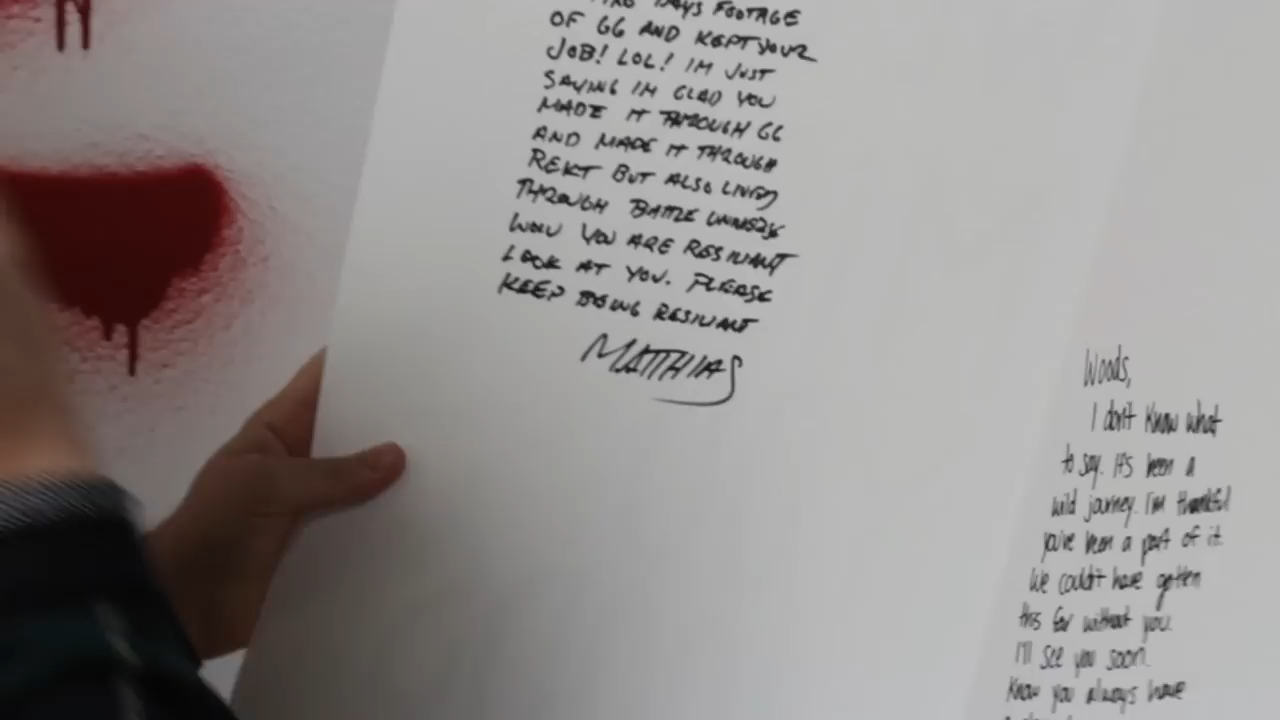 DAYS FOOTAGE
OF GG AND KEPT YOUR
JOB! LOL! IM JUST
SAYING IM GLAD YOU
MADE IT THROUGH GG
AND MADE IT THROUGH
REKT BUT ALSO LIVED
THROUGH BATTLE
WOW YOU ARE RESILIANT
LOOK AT YOU. PLEASE
KEEP BEING RESILIANT
MATTHIAS
Woods,
I don't know what
to say. It's been a
wild journey. I'm thankful
you've been a part of it.
We couldn't have gotten
this far without you.
I'll see you soon.
Know you always have